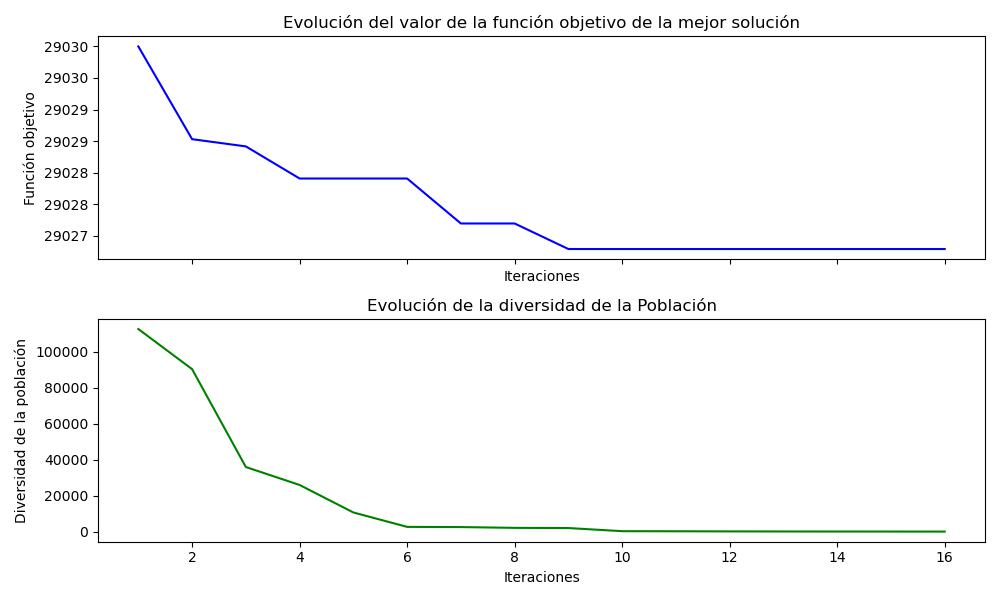 Evolución del valor de la función objetivo de la mejor solución
Función objetivo
29030
29030
29029
29029
29028
29028
29027
Iteraciones
Evolución de la diversidad de la Población
Diversidad de la población
100000
80000
60000
40000
20000
0
2 4 6 8 10 12 14 16
Iteraciones